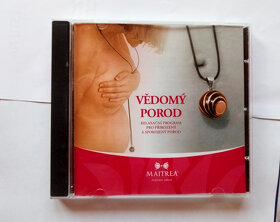 VĚDOMÝ
POROD
RELAXAČNÍ PROGRAM
PRO PŘIROZENÝ
A SPOKOJENÝ POROD
MAITREA